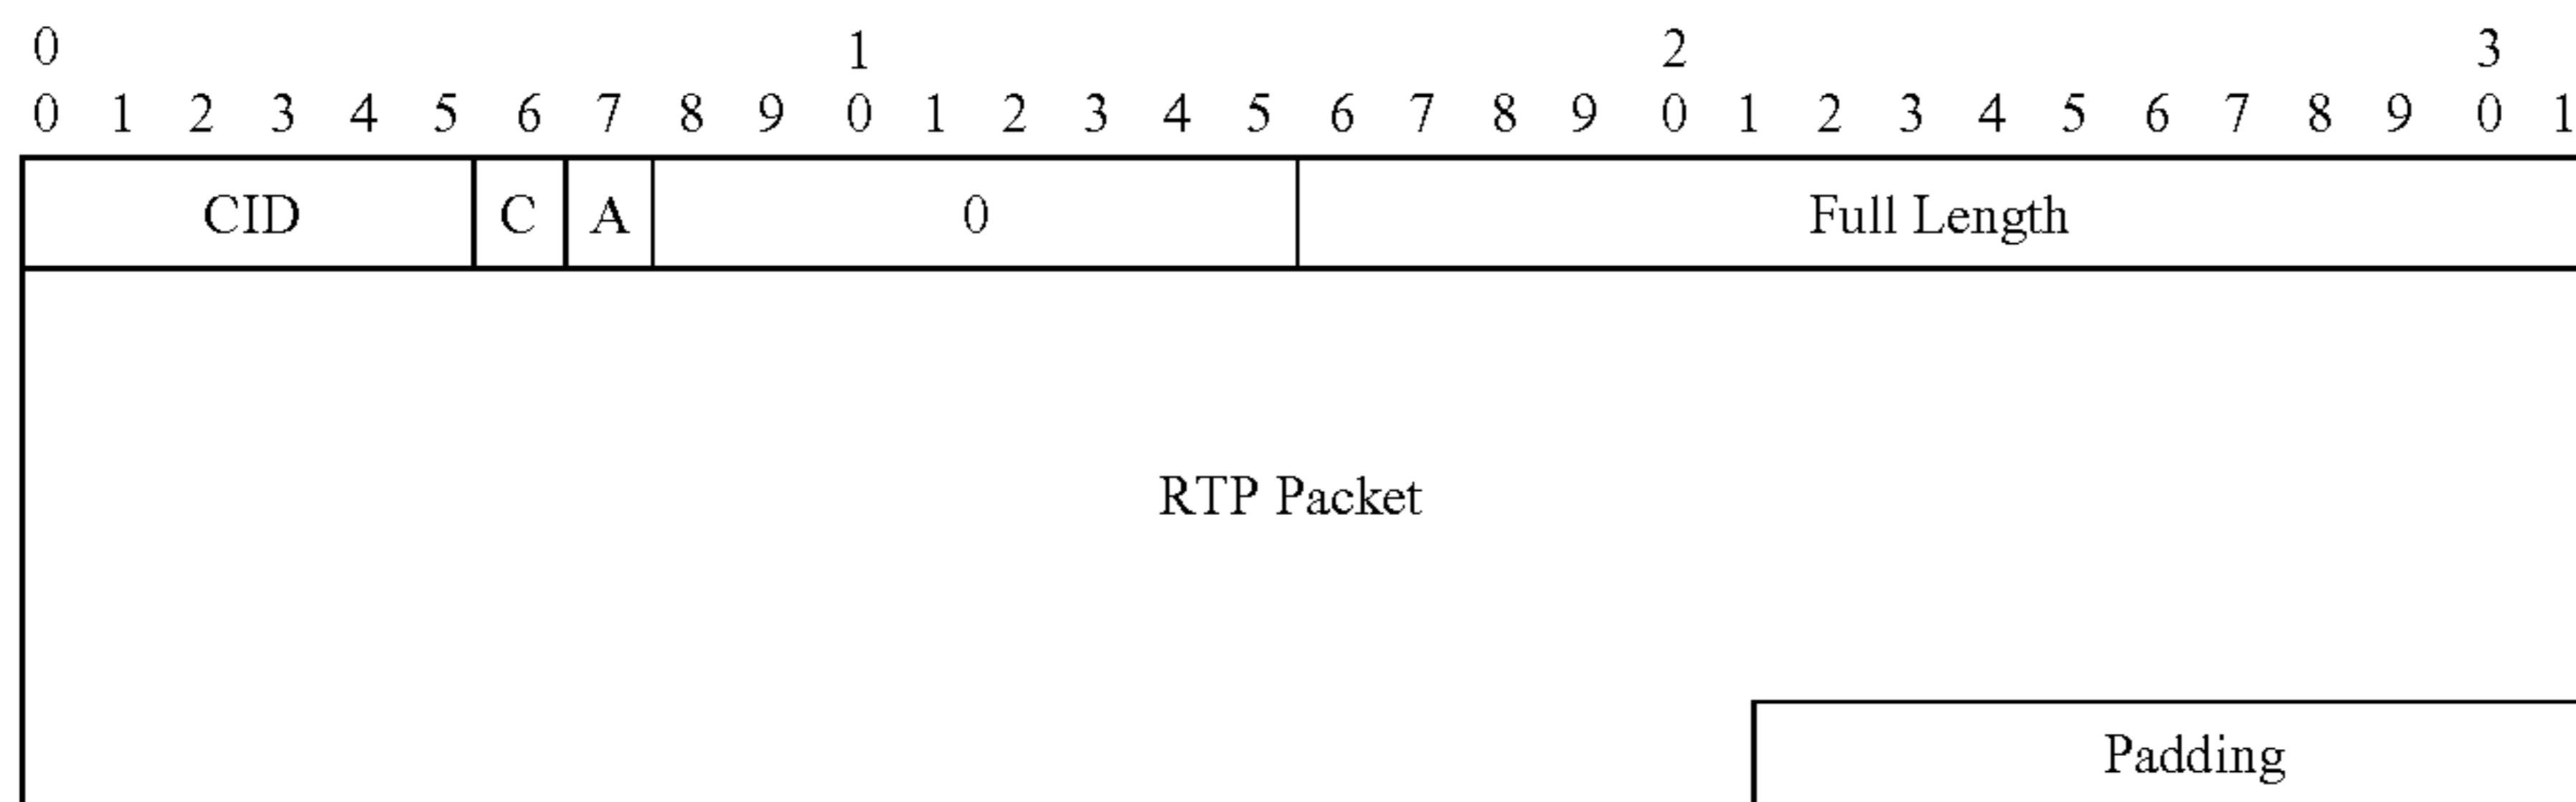 0 1 2 3
0 1 2 3 4 5 6 7 8 9 0 1 2 3 4 5 6 7 8 9 0 1 2 3 4 5 6 7 8 9 0 1
CID C A 0 Full Length
RTP Packet
Padding